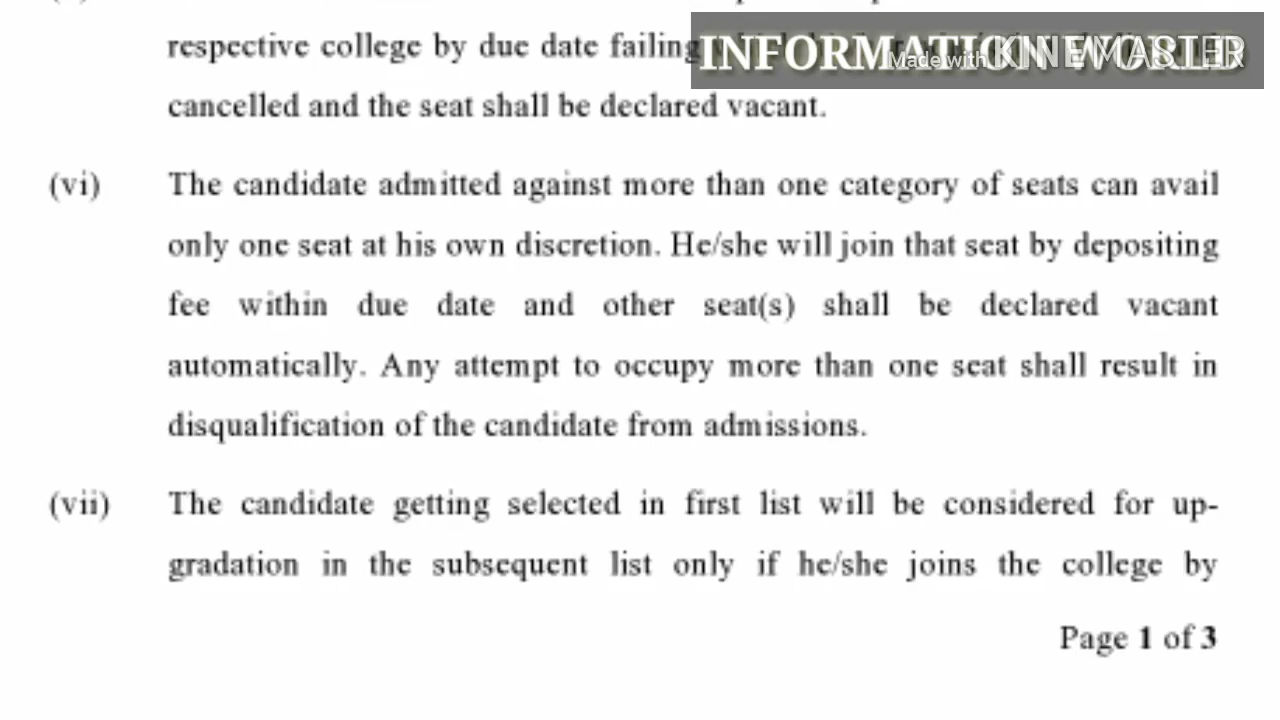 respective college by due date failing
INFORMATION WORLD
Made with KINEMASTER
cancelled and the seat shall be declared vacant.
(vi) The candidate admitted against more than one category of seats can avail
only one seat at his own discretion. He/she will join that seat by depositing
fee within due date and other seat(s) shall be declared vacant
automatically. Any attempt to occupy more than one seat shall result in
disqualification of the candidate from admissions.
(vii) The candidate getting selected in first list will be considered for up-
gradation in the subsequent list only if he/she joins the college by
Page 1 of 3